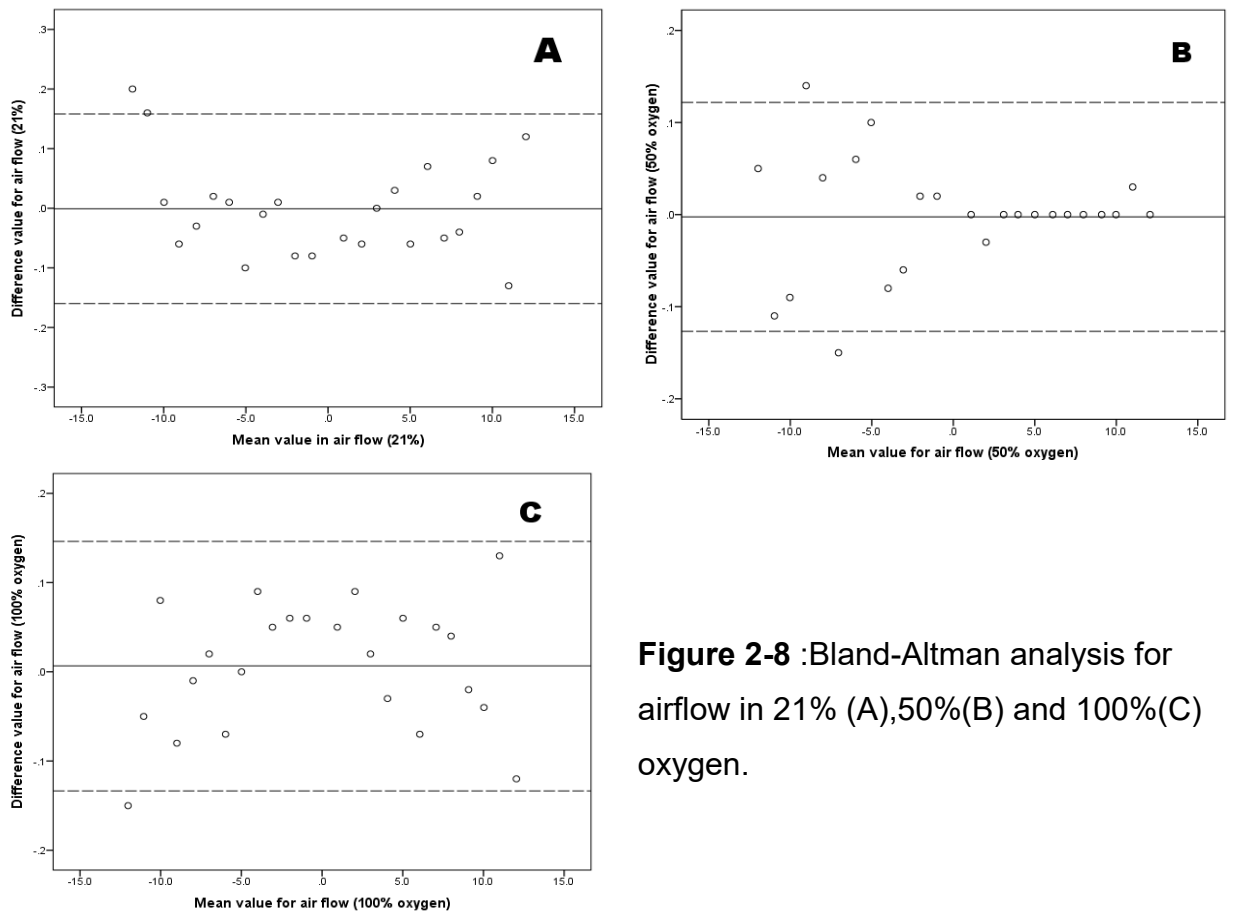 A
.3
.2
.1
.0
-.1
-.2
-.3
Difference value for air flow (21%)
-15.0 -10.0 -5.0 .0 5.0 10.0 15.0
Mean value in air flow (21%)
B
.2
.1
.0
-.1
-.2
Difference value for air flow (50% oxygen)
-15.0 -10.0 -5.0 .0 5.0 10.0 15.0
Mean value for air flow (50% oxygen)
C
.2
.1
.0
-.1
-.2
Difference value for air flow (100% oxygen)
-15.0 -10.0 -5.0 .0 5.0 10.0 15.0
Mean value for air flow (100% oxygen)
Figure 2-8 :Bland-Altman analysis for
airflow in 21% (A),50%(B) and 100%(C)
oxygen.